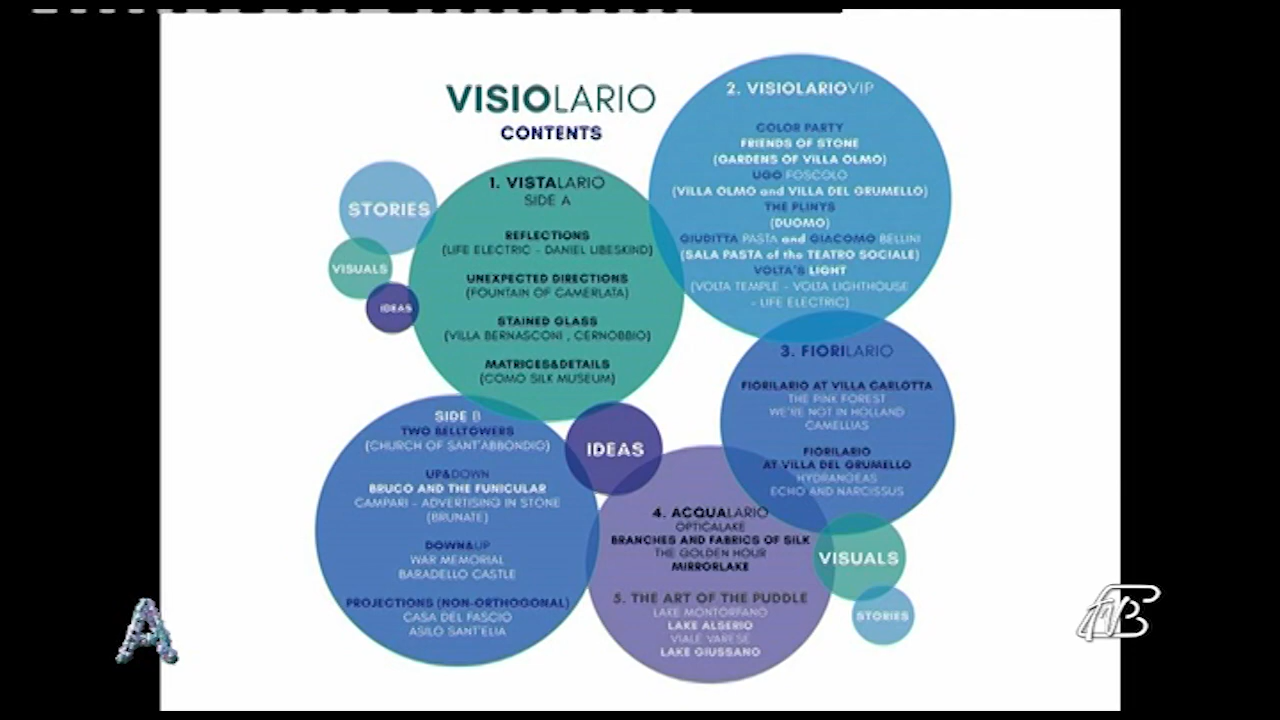 VISIOLARIO
CONTENTS
STORIES
VISUALS
IDEAS
1. VISTALARIO
SIDE A
REFLECTIONS
(LIFE ELECTRIC - DANIEL LIBESKIND)
UNEXPECTED DIRECTIONS
(FOUNTAIN OF CAMERLATA)
STAINED GLASS
(VILLA BERNASCONI , CERNOBBIO)
MATRICES&DETAILS
(COMO SILK MUSEUM)
SIDE B
TWO BELLTOWERS
(CHURCH OF SANT'ABBONDIO)
UP&DOWN
BRUCO AND THE FUNICULAR
CAMPARI - ADVERTISING IN STONE
(BRUNATE)
DOWN&UP
WAR MEMORIAL
BARADELLO CASTLE
PROJECTIONS (NON-ORTHOGONAL)
CASA DEL FASCIO
ASILO SANT'ELIA
IDEAS
2. VISIOLARIOVIP
COLOR PARTY
FRIENDS OF STONE
(GARDENS OF VILLA OLMO)
UGO FOSCOLO
(VILLA OLMO and VILLA DEL GRUMELLO)
THE PLINYS
(DUOMO)
GIUDITTA PASTA and GIACOMO BELLINI
(SALA PASTA of the TEATRO SOCIALE)
VOLTA'S LIGHT
(VOLTA TEMPLE - VOLTA LIGHTHOUSE
- LIFE ELECTRIC)
3. FIORILARIO
FIORILARIO AT VILLA CARLOTTA
THE PINK FOREST
WE'RE NOT IN HOLLAND
CAMELLIAS
FIORILARIO
AT VILLA DEL GRUMELLO
HYDRANGEAS
ECHO AND NARCISSUS
4. ACQUALARIO
OPTICALAKE
BRANCHES AND FABRICS OF SILK
THE GOLDEN HOUR
MIRRORLAKE
5. THE ART OF THE PUDDLE
LAKE MONTORFANO
LAKE ALSERIO
VIALE VARESE
LAKE GIUSSANO
VISUALS
STORIES
A